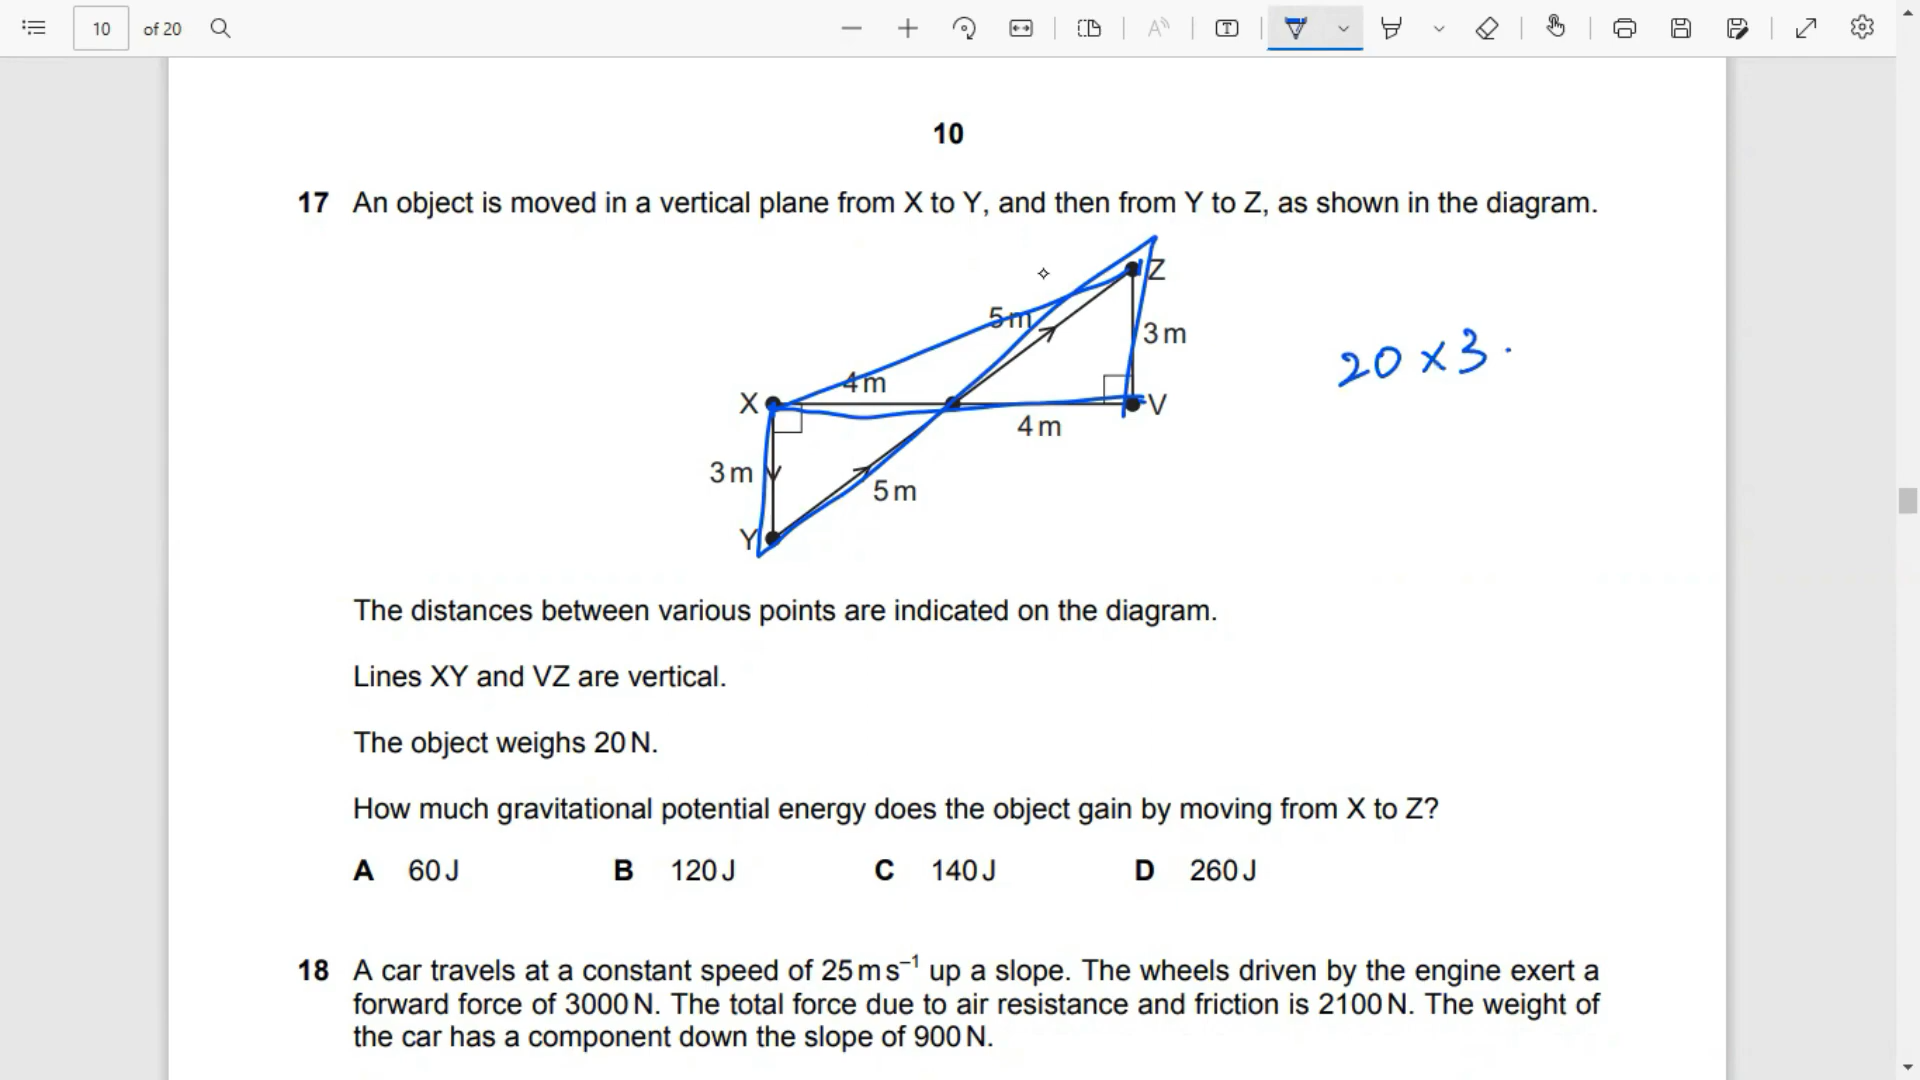 10 of 20
10
17 An object is moved in a vertical plane from X to Y, and then from Y to Z, as shown in the diagram.
Z
5 m
3 m
20 × 3
4 m
X
V
4 m
3 m
5 m
Y
The distances between various points are indicated on the diagram.
Lines XY and VZ are vertical.
The object weighs 20 N.
How much gravitational potential energy does the object gain by moving from X to Z?
A 60 J B 120 J C 140 J D 260 J
18 A car travels at a constant speed of 25 m s⁻¹ up a slope. The wheels driven by the engine exert a
forward force of 3000 N. The total force due to air resistance and friction is 2100 N. The weight of
the car has a component down the slope of 900 N.